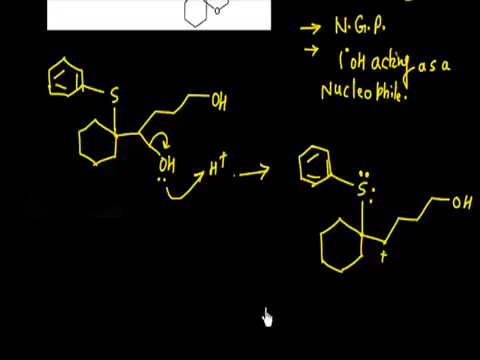 O
→ N.G.P.
→ 1° OH acting as a
Nucleophile.
S
OH
OH
H+
→
S
OH
+